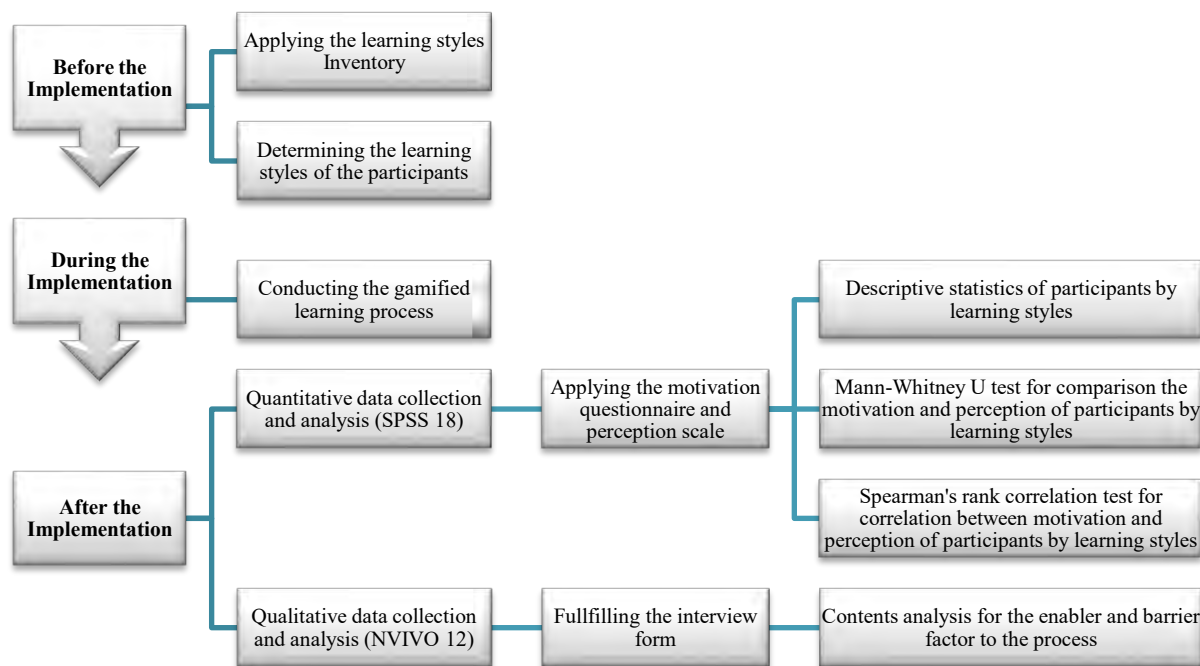 Before the
Implementation
Applying the learning styles
Inventory
Determining the learning
styles of the participants
During the
Implementation
Conducting the gamified
learning process
After the
Implementation
Quantitative data collection
and analysis (SPSS 18)
Applying the motivation
questionnaire and
perception scale
Descriptive statistics of participants by
learning styles
Mann-Whitney U test for comparison the
motivation and perception of participants by
learning styles
Spearman's rank correlation test for
correlation between motivation and
perception of participants by learning styles
Qualitative data collection
and analysis (NVIVO 12)
Fullfilling the interview
form
Contents analysis for the enabler and barrier
factor to the process